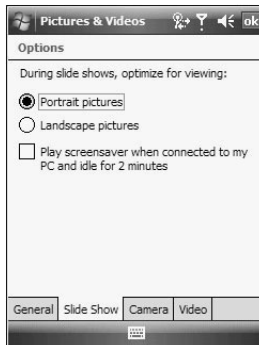 Pictures & Videos ok
Options
During slide shows, optimize for viewing:
Portrait pictures
Landscape pictures
Play screensaver when connected to my
PC and idle for 2 minutes
General Slide Show Camera Video